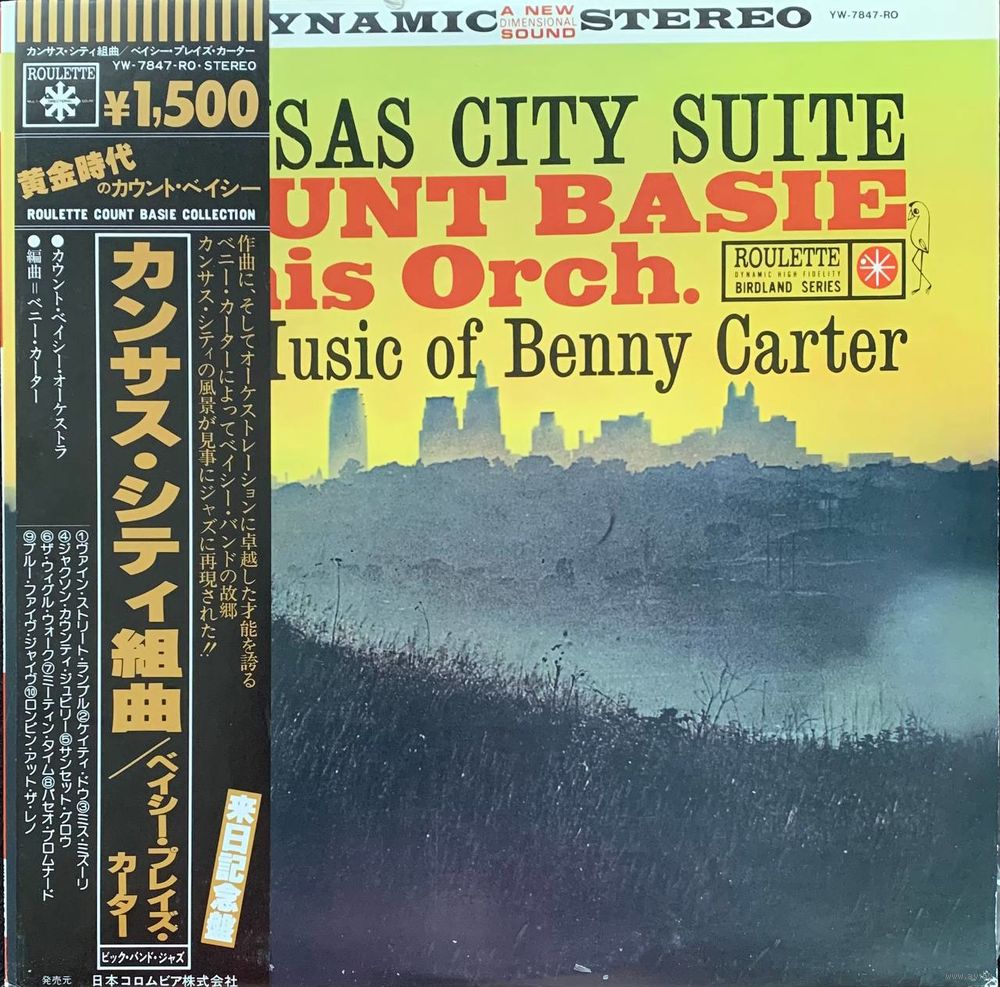 カンサス・シティ組曲／ベイシー・プレイズ・カーター
YW-7847-RO・STEREO
ROULETTE
¥1,500
黄金時代
のカウント・ベイシー
ROULETTE COUNT BASIE COLLECTION
作曲に、そしてオーケストレーションに卓越した才能を誇る
ベニー・カーターによってベイシー・バンドの故郷
カンサス・シティの風景が見事にジャズに再現された!!
カンサス・シティ組曲／ベイシー・プレイズ・
カーター
●カウント・ベイシー・オーケストラ
●編曲＝ベニー・カーター
①ヴァイン・ストリート・ランブル②ケイティ・ドウ③ミス・ミズーリ
④ジャクソン・カウンティ・ジュビリー⑤サンセット・グロウ
⑥ザ・ウィグル・ウォーク⑦ミーティン・タイム⑧パセオ・プロムナード
⑨ブルー・ファイヴ・ジャイヴ⑩ロンピン・アット・ザ・レノ
来日記念盤
ビッグ・バンド・ジャズ
発売元 日本コロムビア株式会社
YNAMIC A NEW DIMENSIONAL SOUND STEREO
YW-7847-RO
SAS CITY SUITE
UNT BASIE
his Orch.
ROULETTE
DYNAMIC HIGH FIDELITY
BIRDLAND SERIES
Music of Benny Carter